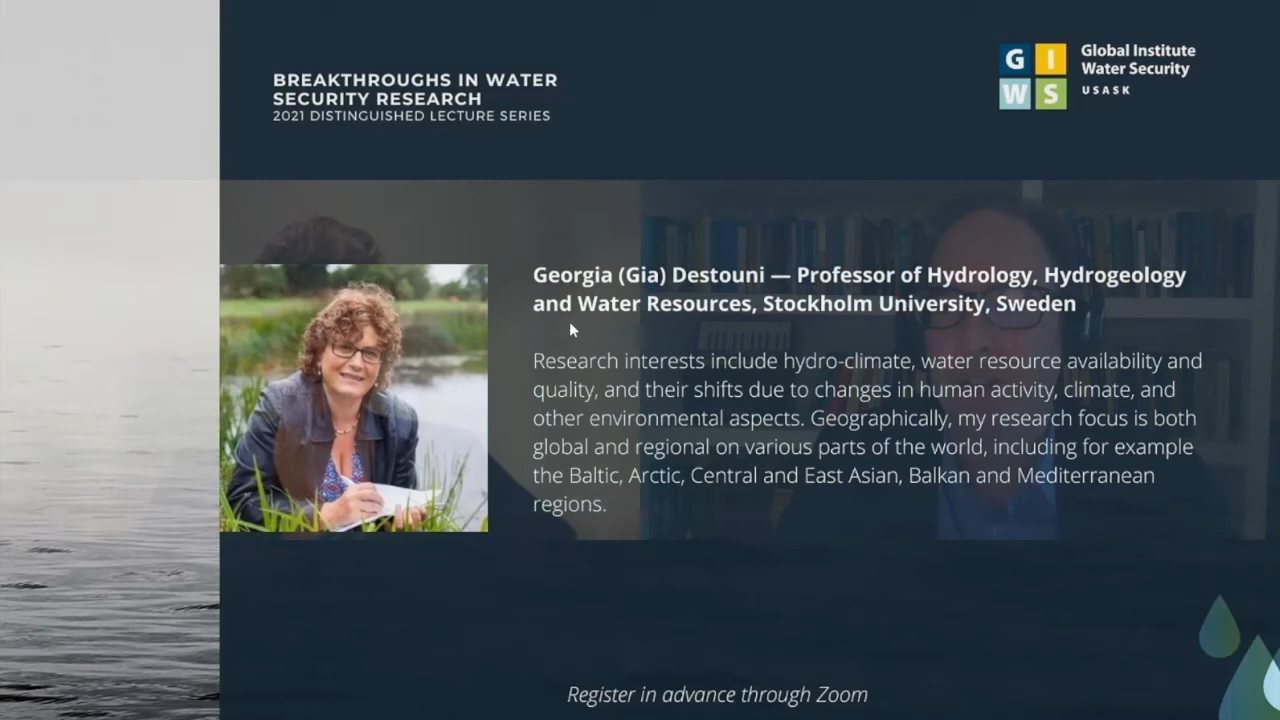 BREAKTHROUGHS IN WATER
SECURITY RESEARCH
2021 DISTINGUISHED LECTURE SERIES
G I
W S
Global Institute
Water Security
USASK
Georgia (Gia) Destouni — Professor of Hydrology, Hydrogeology
and Water Resources, Stockholm University, Sweden
Research interests include hydro-climate, water resource availability and
quality, and their shifts due to changes in human activity, climate, and
other environmental aspects. Geographically, my research focus is both
global and regional on various parts of the world, including for example
the Baltic, Arctic, Central and East Asian, Balkan and Mediterranean
regions.
Register in advance through Zoom